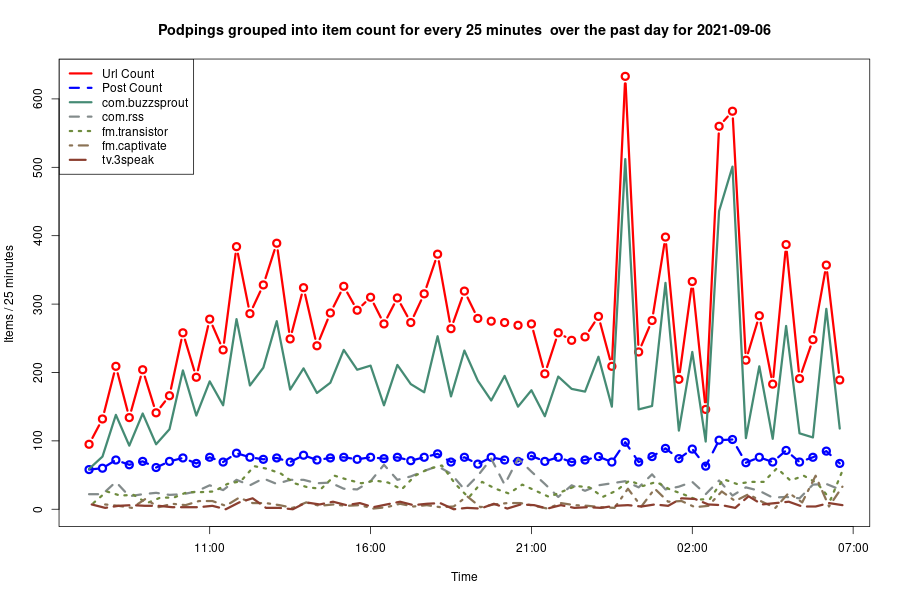 Podpings grouped into item count for every 25 minutes  over the past day for 2021-09-06
Url Count
Post Count
com.buzzsprout
com.rss
fm.transistor
fm.captivate
tv.3speak
Items / 25 minutes
600
500
400
300
200
100
0
11:00 16:00 21:00 02:00 07:00
Time